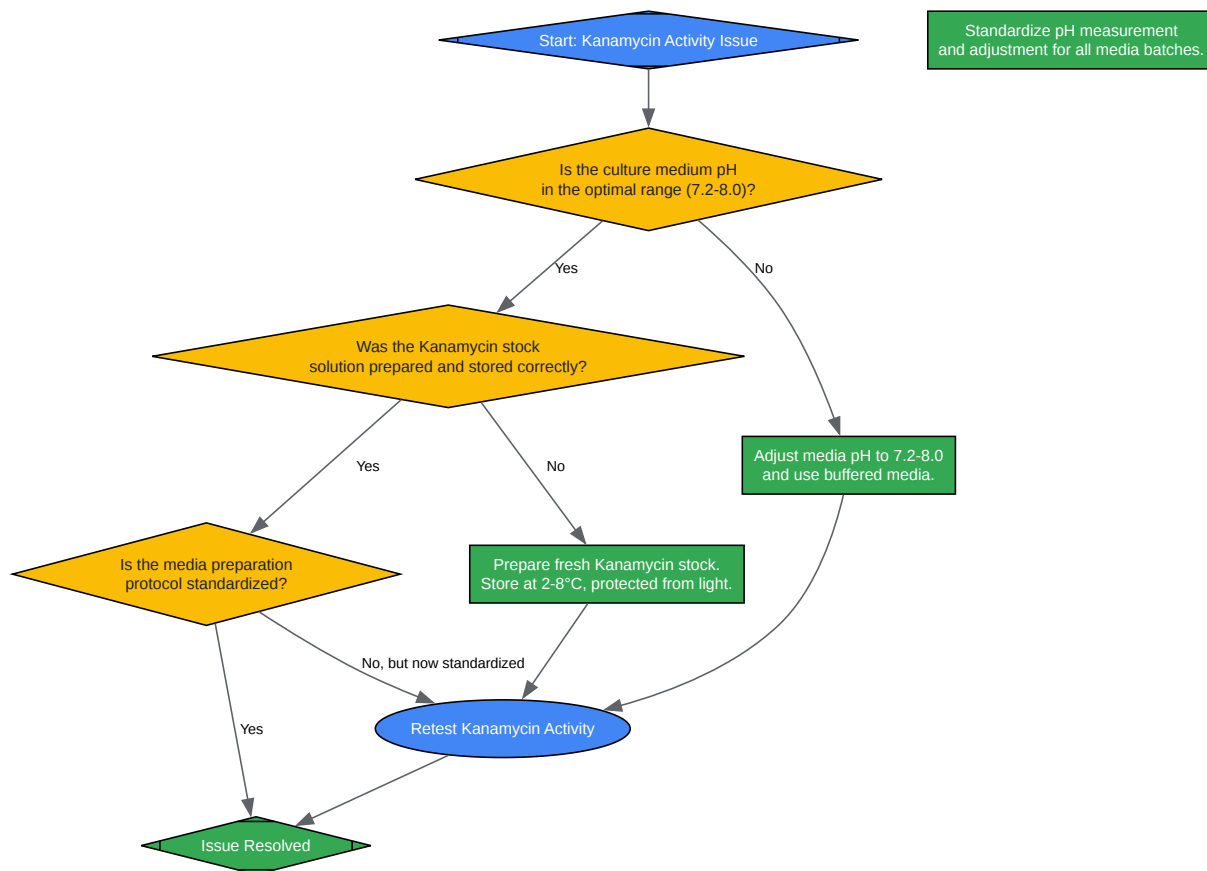 Start: Kanamycin Activity Issue
Standardize pH measurement
and adjustment for all media batches.
Is the culture medium pH
in the optimal range (7.2-8.0)?
Yes
No
Was the Kanamycin stock
solution prepared and stored correctly?
Yes
No
Adjust media pH to 7.2-8.0
and use buffered media.
Is the media preparation
protocol standardized?
Prepare fresh Kanamycin stock.
Store at 2-8°C, protected from light.
No, but now standardized
Yes
Retest Kanamycin Activity
Issue Resolved